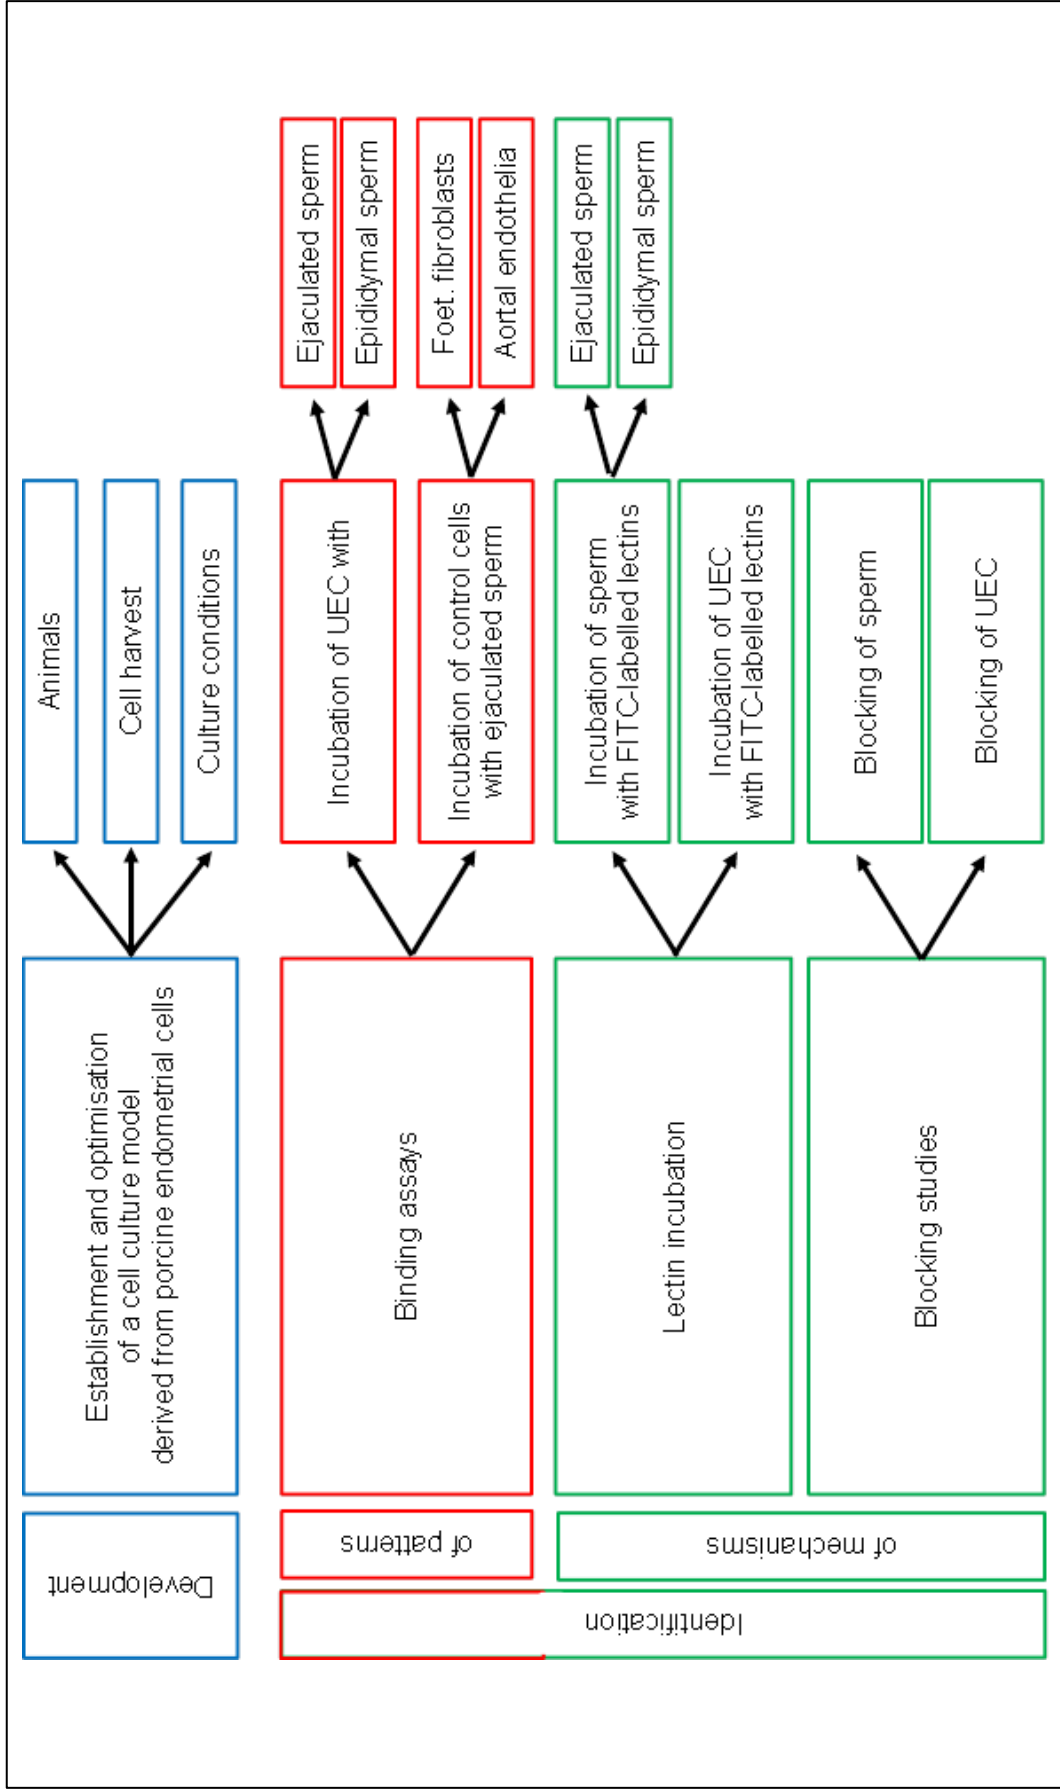 Development
Establishment and optimisation
of a cell culture model
derived from porcine endometrial cells
Animals
Cell harvest
Culture conditions
Identification
of patterns
Binding assays
Incubation of UEC with
Ejaculated sperm
Epididymal sperm
Incubation of control cells
with ejaculated sperm
Foet. fibroblasts
Aortal endothelia
of mechanisms
Lectin incubation
Incubation of sperm
with FITC-labelled lectins
Ejaculated sperm
Epididymal sperm
Incubation of UEC
with FITC-labelled lectins
Blocking studies
Blocking of sperm
Blocking of UEC